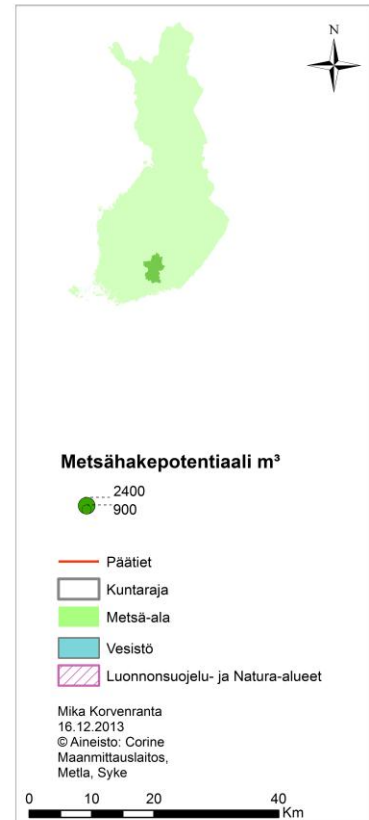 N
Metsähakepotentiaali m³
2400
900
Päätiet
Kuntaraja
Metsä-ala
Vesistö
Luonnonsuojelu- ja Natura-alueet
Mika Korvenranta
16.12.2013
© Aineisto: Corine
Maanmittauslaitos,
Metla, Syke
0 10 20 40
Km